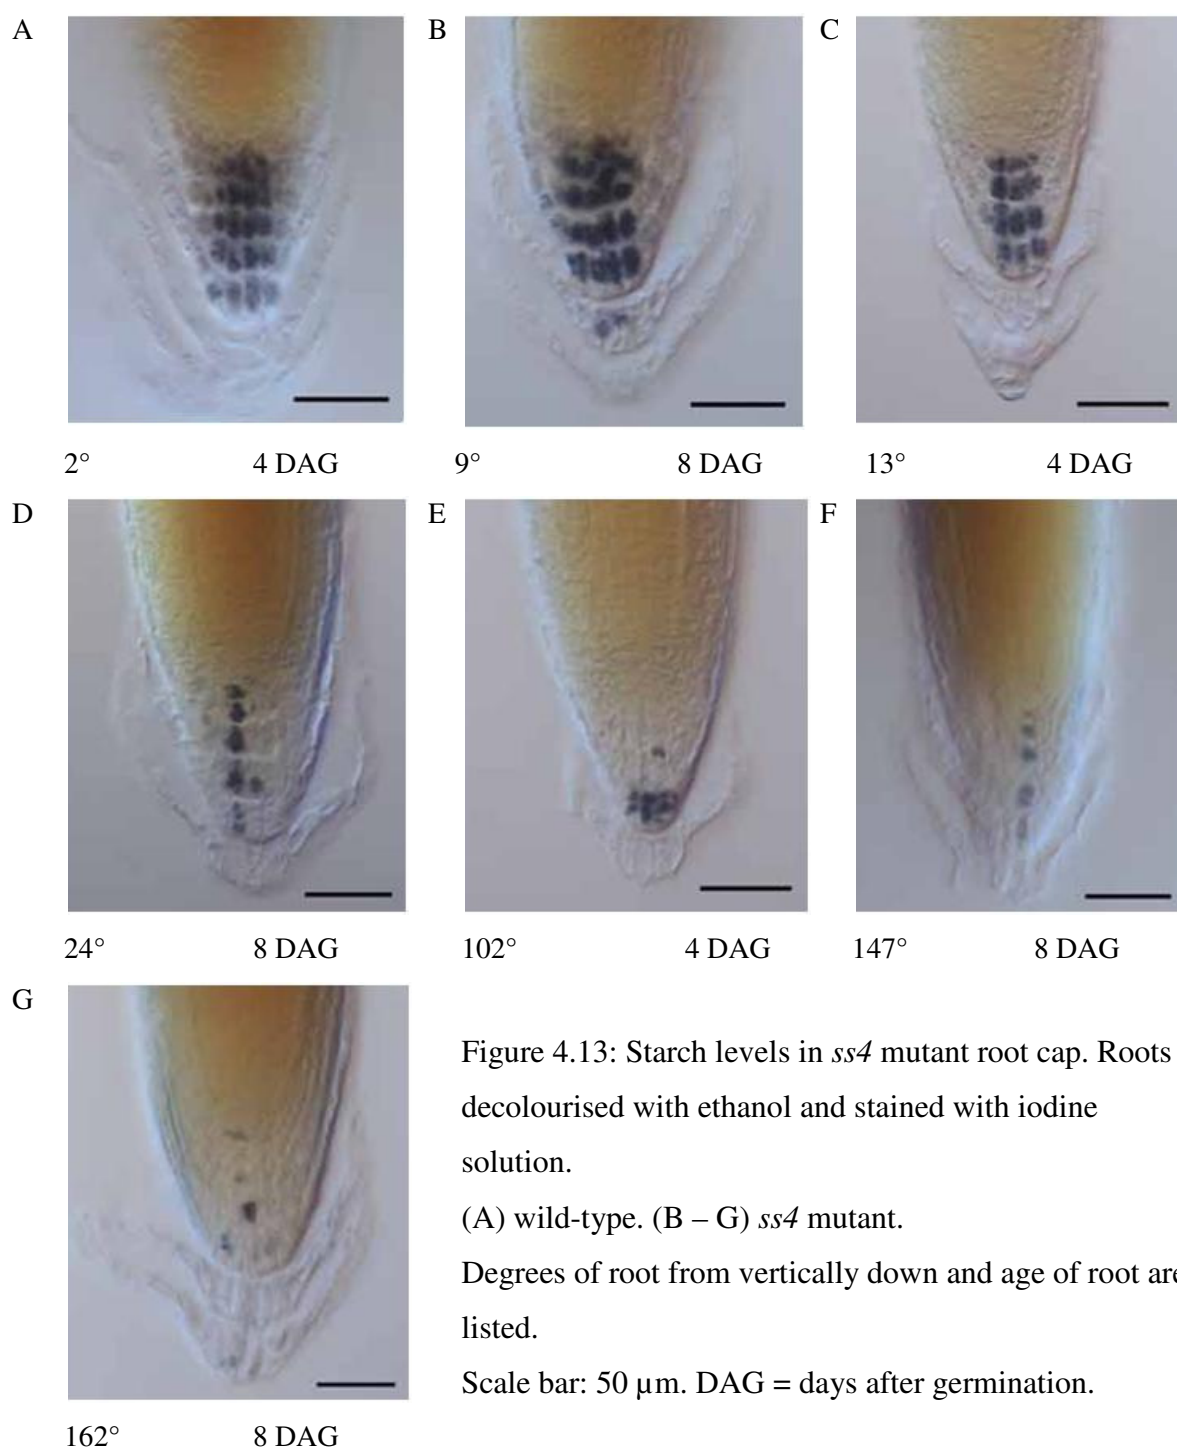 A
B
C
2° 4 DAG
9° 8 DAG
13° 4 DAG
D
E
F
24° 8 DAG
102° 4 DAG
147° 8 DAG
G
Figure 4.13: Starch levels in ss4 mutant root cap. Roots
decolourised with ethanol and stained with iodine
solution.
(A) wild-type. (B – G) ss4 mutant.
Degrees of root from vertically down and age of root are
listed.
Scale bar: 50 µm. DAG = days after germination.
162° 8 DAG